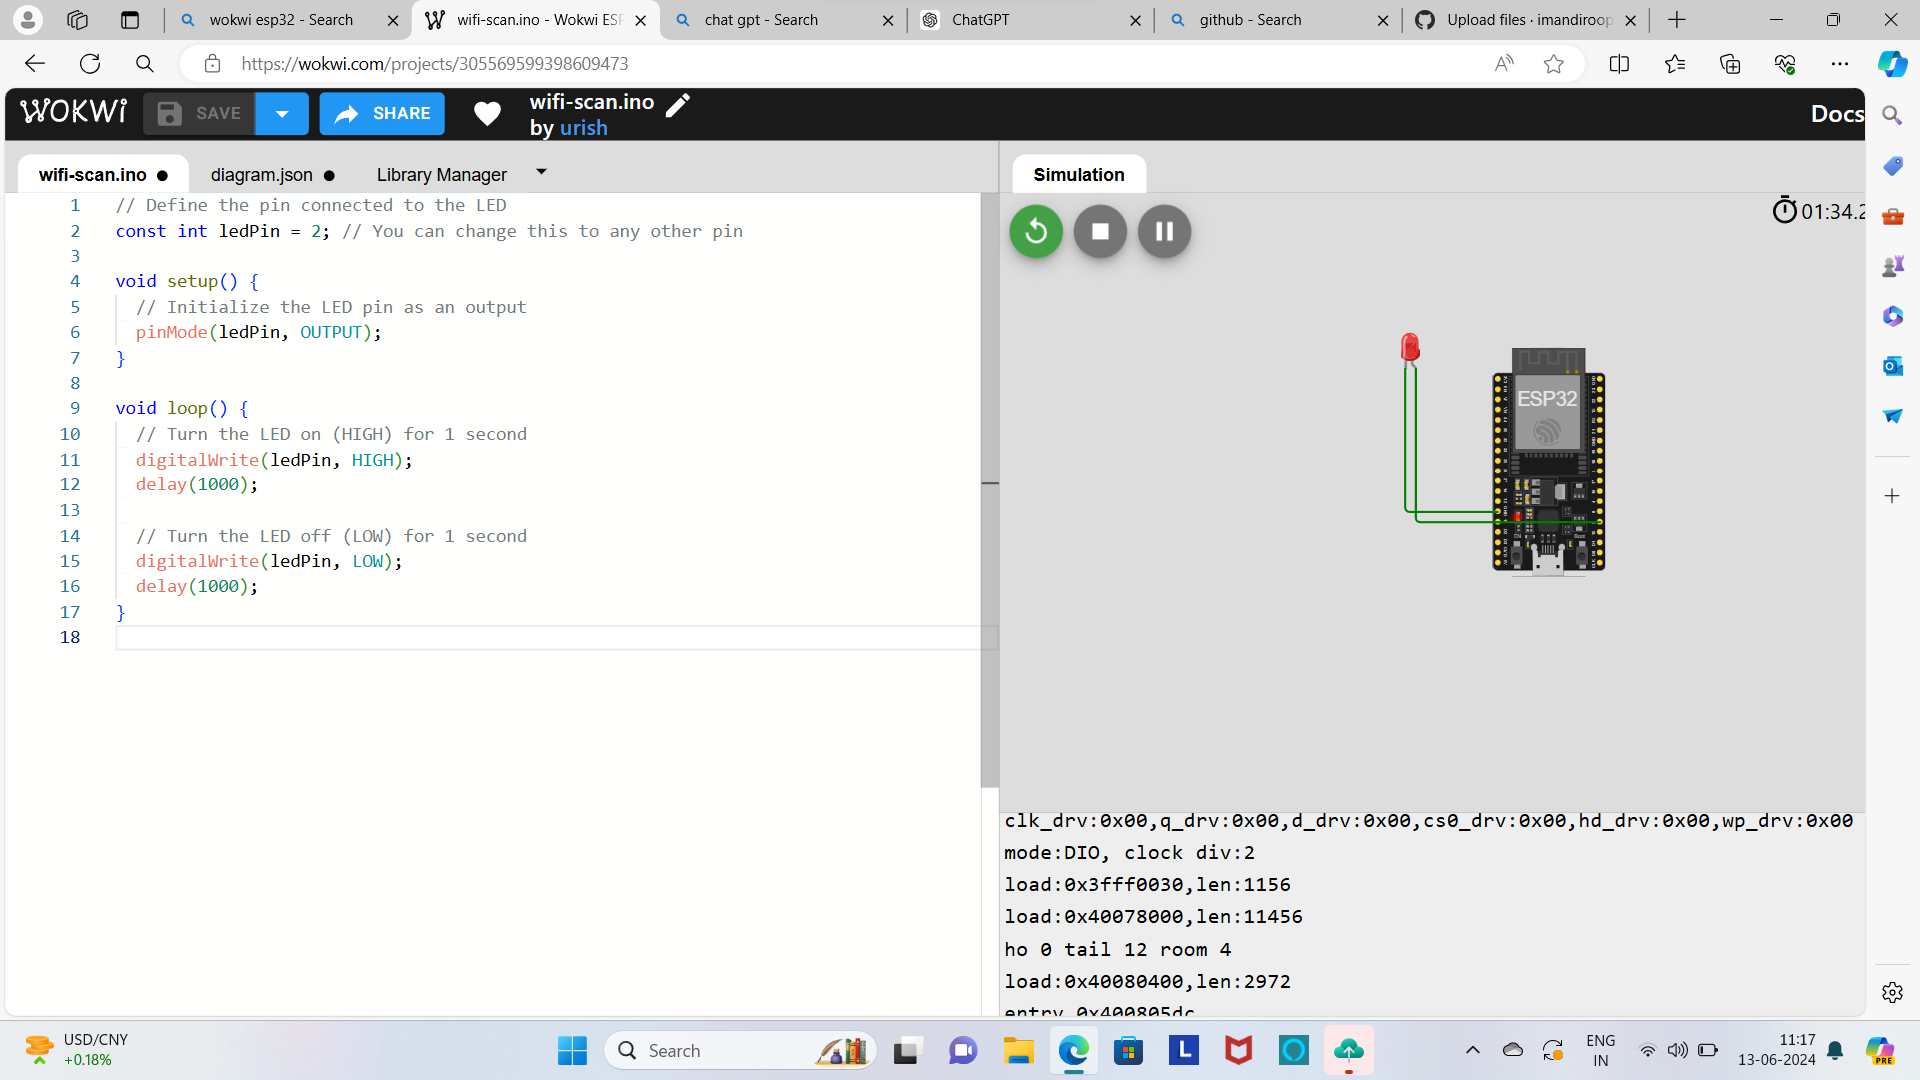 wokwi esp32 - Search
wifi-scan.ino - Wokwi ESF
chat gpt - Search
ChatGPT
github - Search
Upload files · imandiroop
https://wokwi.com/projects/305569599398609473
WOKWI
SAVE
SHARE
wifi-scan.ino
by urish
Docs
wifi-scan.ino
diagram.json
Library Manager
Simulation
1 // Define the pin connected to the LED
2 const int ledPin = 2; // You can change this to any other pin
3
4 void setup() {
5 // Initialize the LED pin as an output
6 pinMode(ledPin, OUTPUT);
7 }
8
9 void loop() {
10 // Turn the LED on (HIGH) for 1 second
11 digitalWrite(ledPin, HIGH);
12 delay(1000);
13
14 // Turn the LED off (LOW) for 1 second
15 digitalWrite(ledPin, LOW);
16 delay(1000);
17 }
18
01:34.2
ESP32
clk_drv:0x00,q_drv:0x00,d_drv:0x00,cs0_drv:0x00,hd_drv:0x00,wp_drv:0x00
mode:DIO, clock div:2
load:0x3fff0030,len:1156
load:0x40078000,len:11456
ho 0 tail 12 room 4
load:0x40080400,len:2972
entry 0x400805dc
USD/CNY
+0.18%
Search
L
ENG
IN
11:17
13-06-2024
PRE